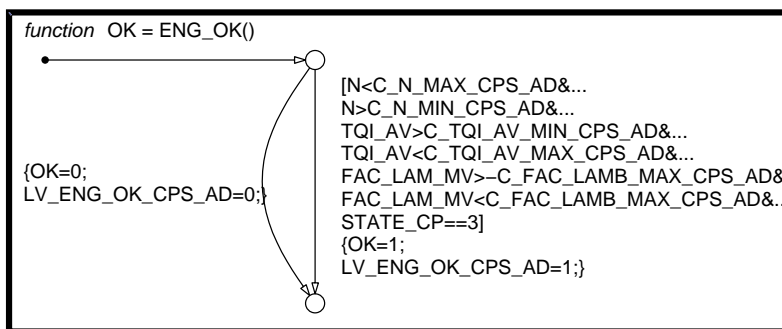 function OK = ENG_OK()
[N<C_N_MAX_CPS_AD&...
N>C_N_MIN_CPS_AD&...
TQI_AV>C_TQI_AV_MIN_CPS_AD&...
TQI_AV<C_TQI_AV_MAX_CPS_AD&...
FAC_LAM_MV>−C_FAC_LAMB_MAX_CPS_AD&
FAC_LAM_MV<C_FAC_LAMB_MAX_CPS_AD&..
STATE_CP==3]
{OK=1;
LV_ENG_OK_CPS_AD=1;}
{OK=0;
LV_ENG_OK_CPS_AD=0;}